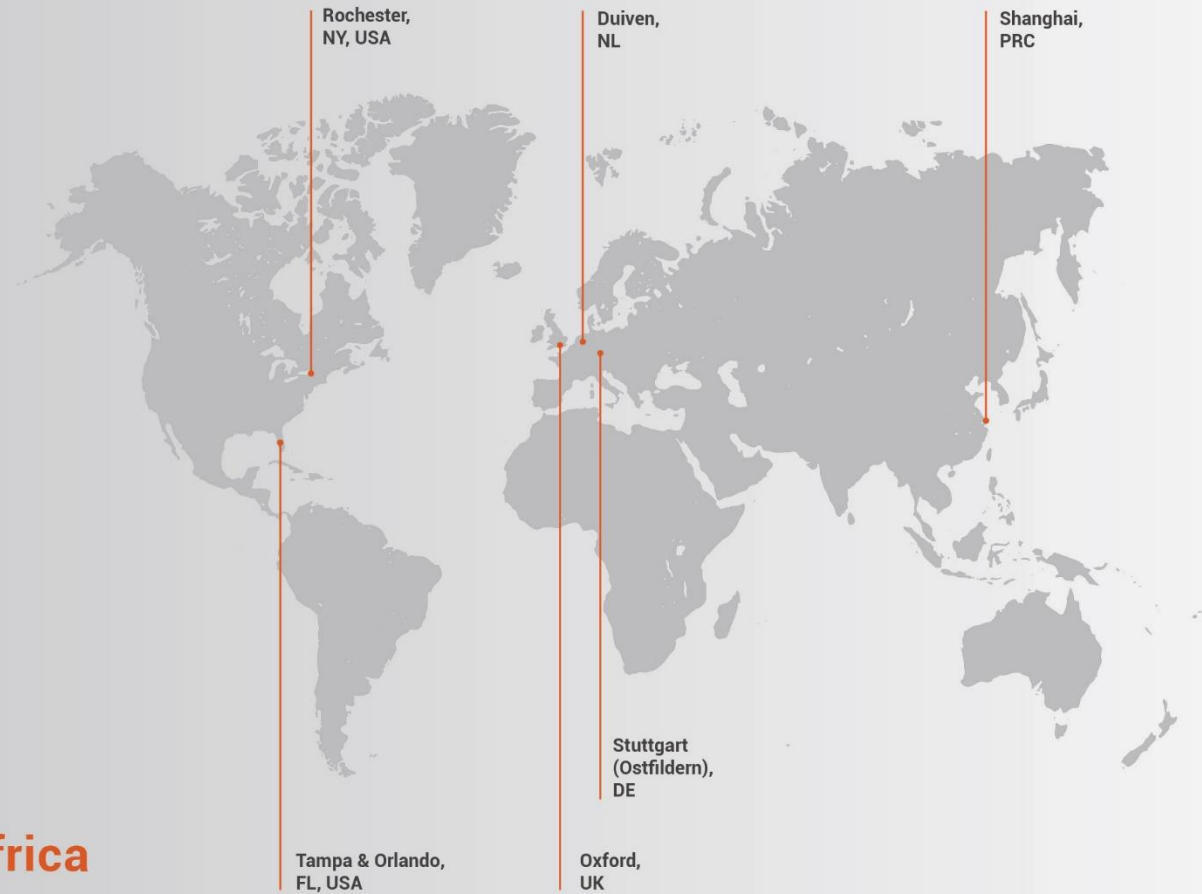 Rochester,
NY, USA
Duiven,
NL
Shanghai,
PRC
Stuttgart
(Ostfildern),
DE
frica
Tampa & Orlando,
FL, USA
Oxford,
UK